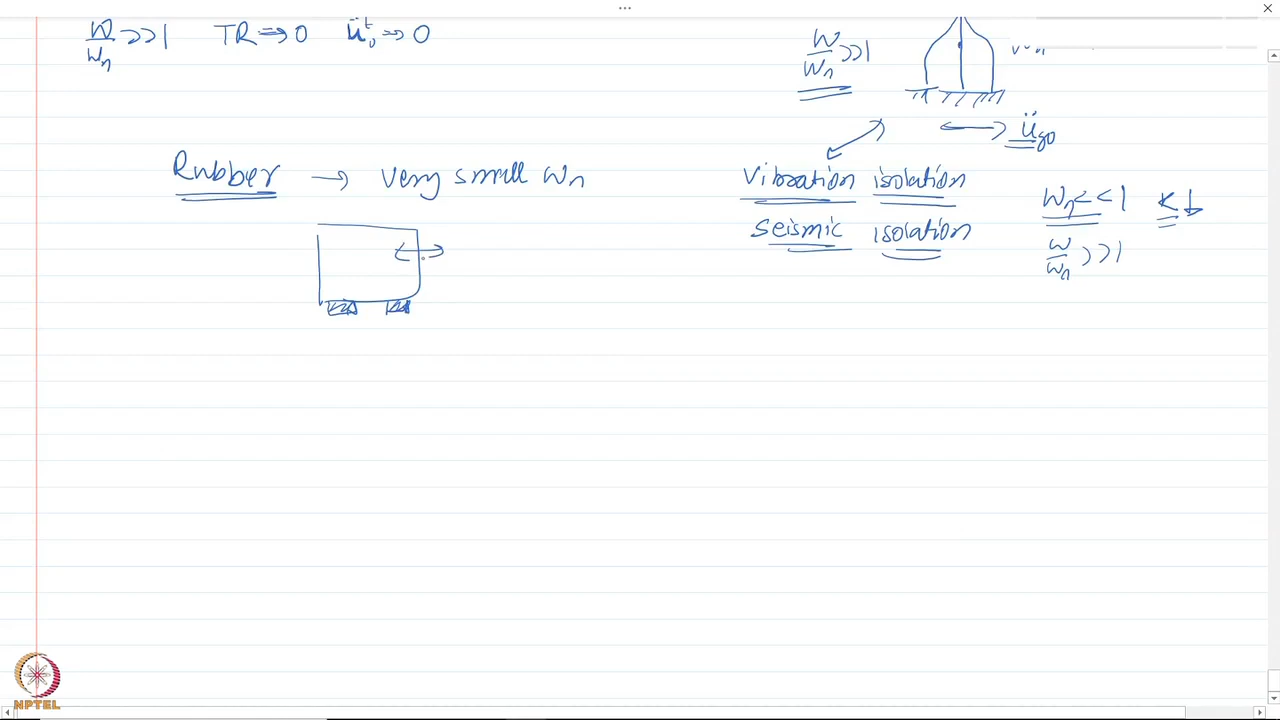 ω/ωn >> 1 TR ⇒ 0 ü₀ᵗ ⇒ 0
ω/ωn >> 1
üg0
Rubber → very small ωn
vibration isolation
seismic isolation
ωn << 1 K↓
ω/ωn >> 1
NPTEL